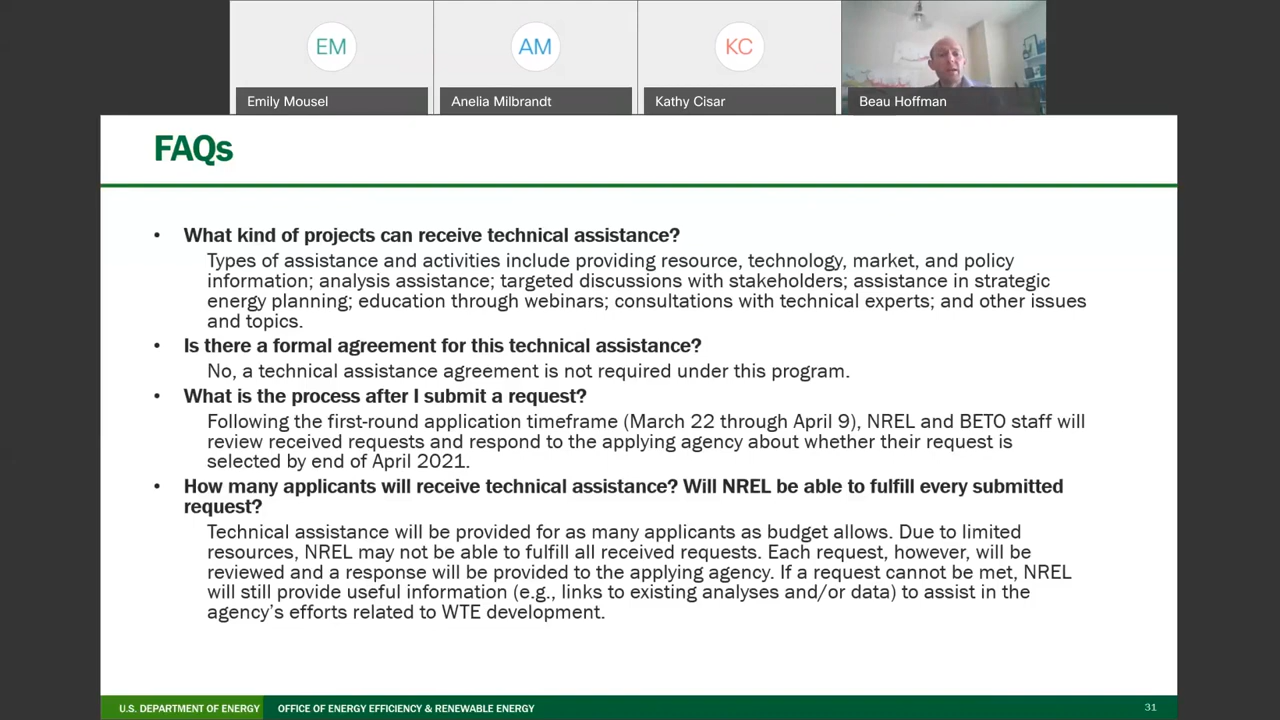 EM
AM
KC
Emily Mousel
Anelia Milbrandt
Kathy Cisar
Beau Hoffman
FAQs
• What kind of projects can receive technical assistance?
Types of assistance and activities include providing resource, technology, market, and policy
information; analysis assistance; targeted discussions with stakeholders; assistance in strategic
energy planning; education through webinars; consultations with technical experts; and other issues
and topics.
• Is there a formal agreement for this technical assistance?
No, a technical assistance agreement is not required under this program.
• What is the process after I submit a request?
Following the first-round application timeframe (March 22 through April 9), NREL and BETO staff will
review received requests and respond to the applying agency about whether their request is
selected by end of April 2021.
• How many applicants will receive technical assistance? Will NREL be able to fulfill every submitted
request?
Technical assistance will be provided for as many applicants as budget allows. Due to limited
resources, NREL may not be able to fulfill all received requests. Each request, however, will be
reviewed and a response will be provided to the applying agency. If a request cannot be met, NREL
will still provide useful information (e.g., links to existing analyses and/or data) to assist in the
agency's efforts related to WTE development.
U.S. DEPARTMENT OF ENERGY OFFICE OF ENERGY EFFICIENCY & RENEWABLE ENERGY 31